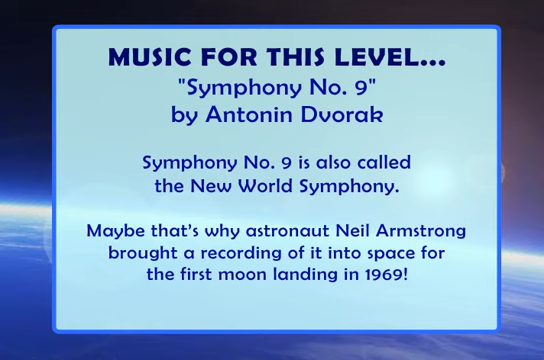 MUSIC FOR THIS LEVEL...
"Symphony No. 9"
by Antonin Dvorak
Symphony No. 9 is also called
the New World Symphony.
Maybe that's why astronaut Neil Armstrong
brought a recording of it into space for
the first moon landing in 1969!